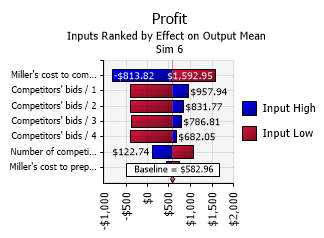 Profit
Inputs Ranked by Effect on Output Mean
Sim 6
Miller's cost to com... -$813.82 $1,592.95
Competitors' bids / 1 $957.94
Competitors' bids / 2 $831.77
Competitors' bids / 3 $786.81
Competitors' bids / 4 $682.05
Number of competi... $122.74
Miller's cost to prep...
Baseline = $582.96
Input High
Input Low
-$1,000
-$500
$0
$500
$1,000
$1,500
$2,000